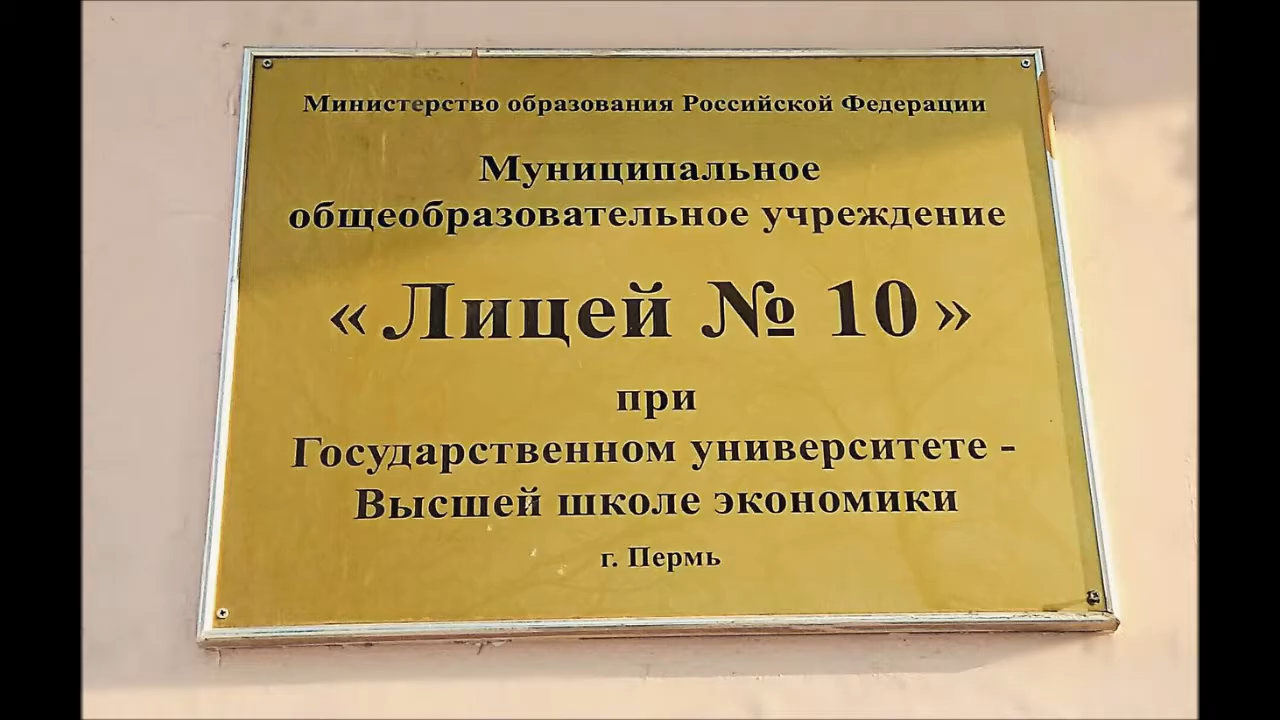 Министерство образования Российской Федерации
Муниципальное
общеобразовательное учреждение
«Лицей № 10»
при
Государственном университете -
Высшей школе экономики
г. Пермь